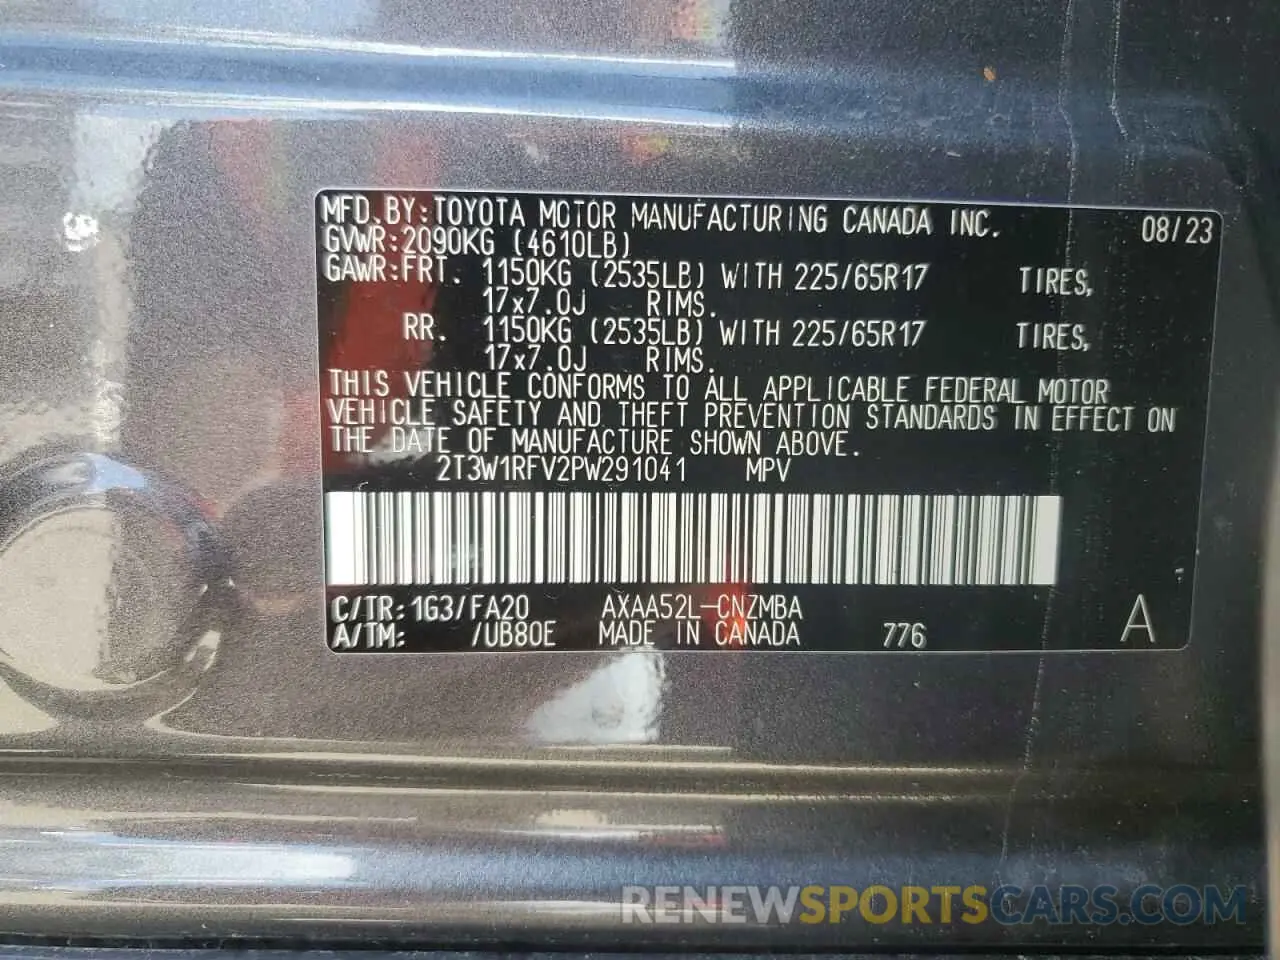 MFD.BY:TOYOTA MOTOR MANUFACTURING CANADA INC. 08/23
GVWR:2090KG (4610LB)
GAWR:FRT. 1150KG (2535LB) WITH 225/65R17 TIRES,
17x7.0J RIMS.
RR. 1150KG (2535LB) WITH 225/65R17 TIRES,
17x7.0J RIMS.
THIS VEHICLE CONFORMS TO ALL APPLICABLE FEDERAL MOTOR
VEHICLE SAFETY AND THEFT PREVENTION STANDARDS IN EFFECT ON
THE DATE OF MANUFACTURE SHOWN ABOVE.
2T3W1RFV2PW291041 MPV
C/TR:1G3/FA20 AXAA52L-CNZMBA
A/TM: /UB80E MADE IN CANADA 776 A
RENEWSPORTSCARS.COM